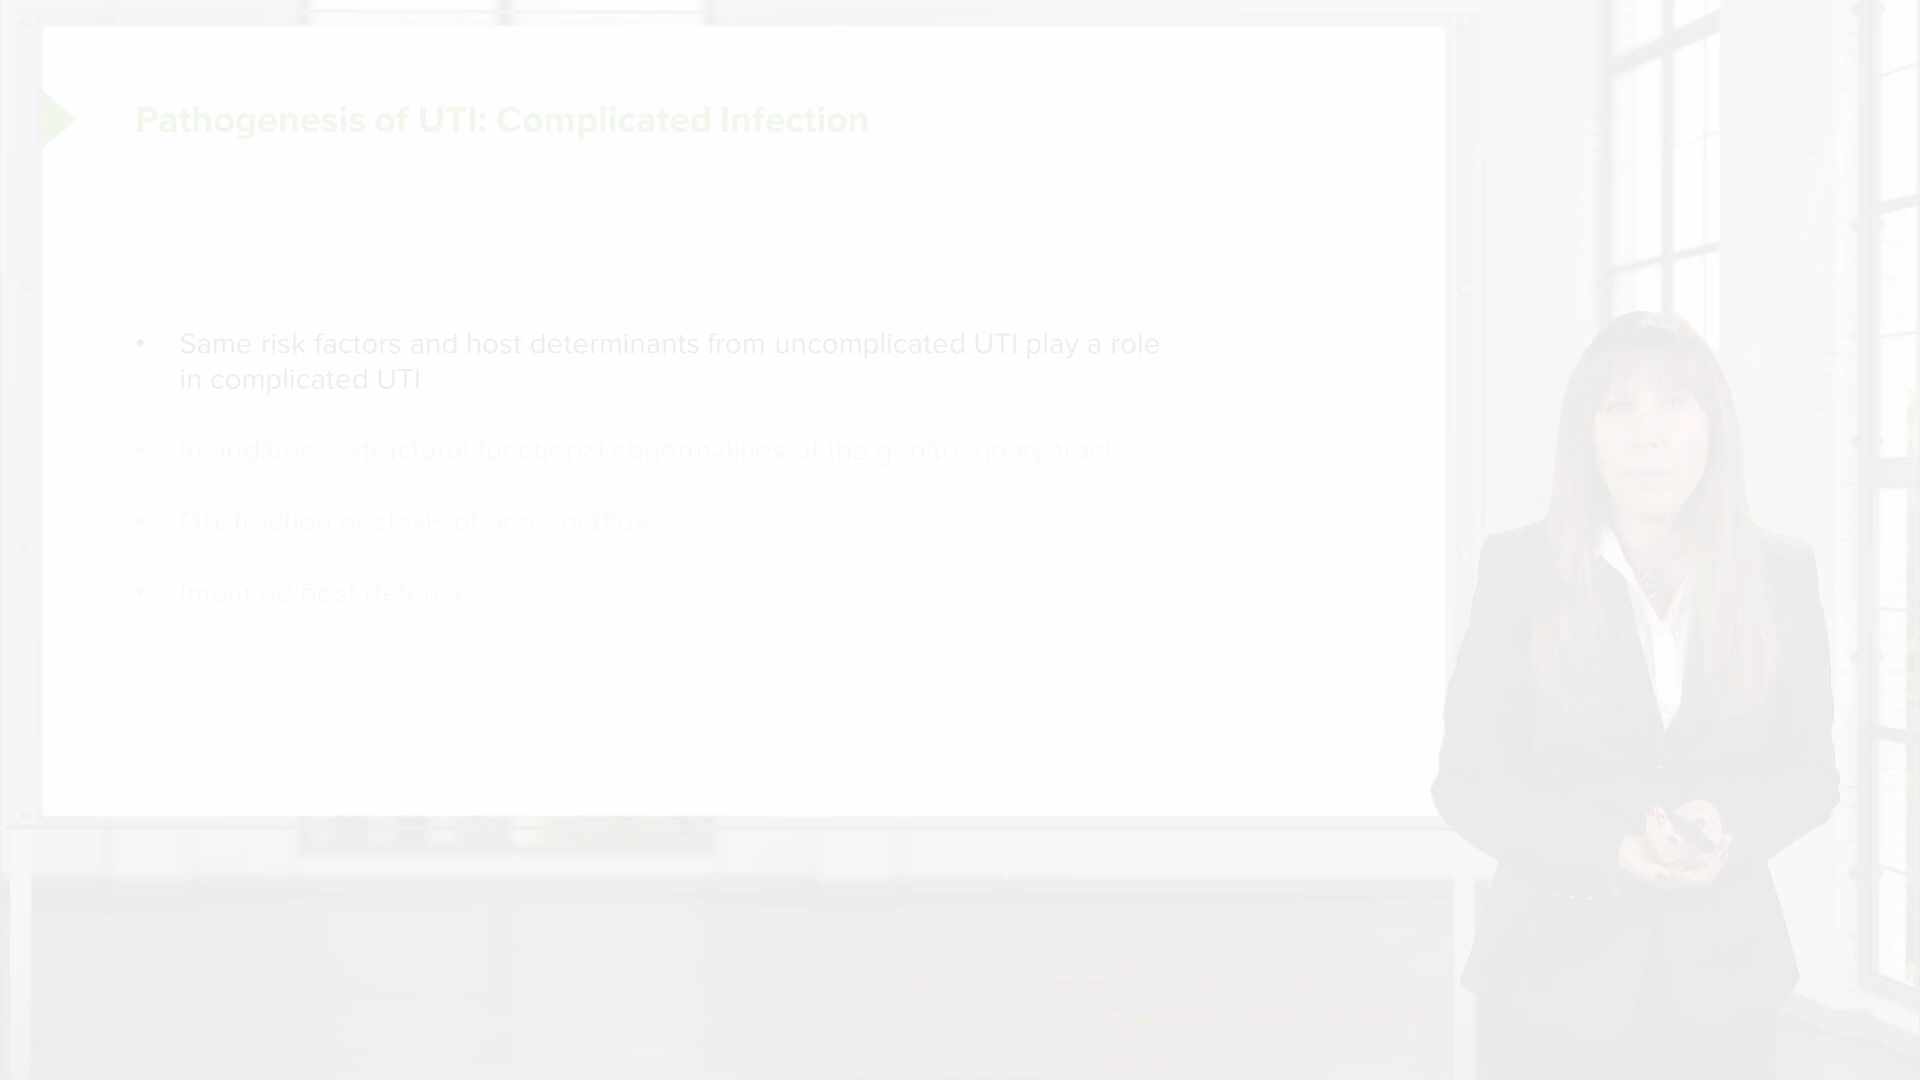 Pathogenesis of UTI: Complicated Infection
• Same risk factors and host determinants from uncomplicated UTI play a role
in complicated UTI
• In addition – structural/functional abnormalities of the genitourinary tract
• Obstruction or stasis of urine outflow
• Impaired host defense